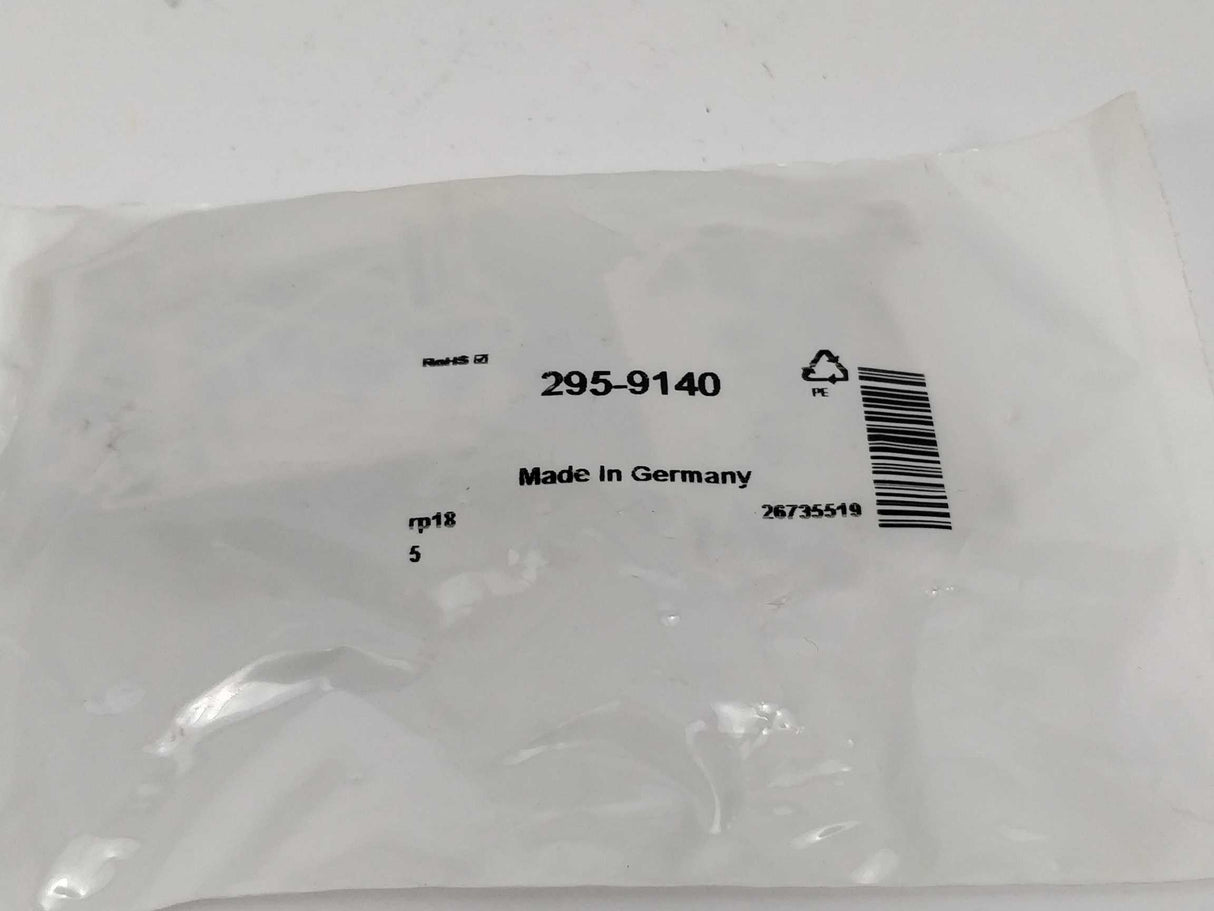 RoHS ☑
295-9140
PE
Made In Germany
26735519
rp18
5